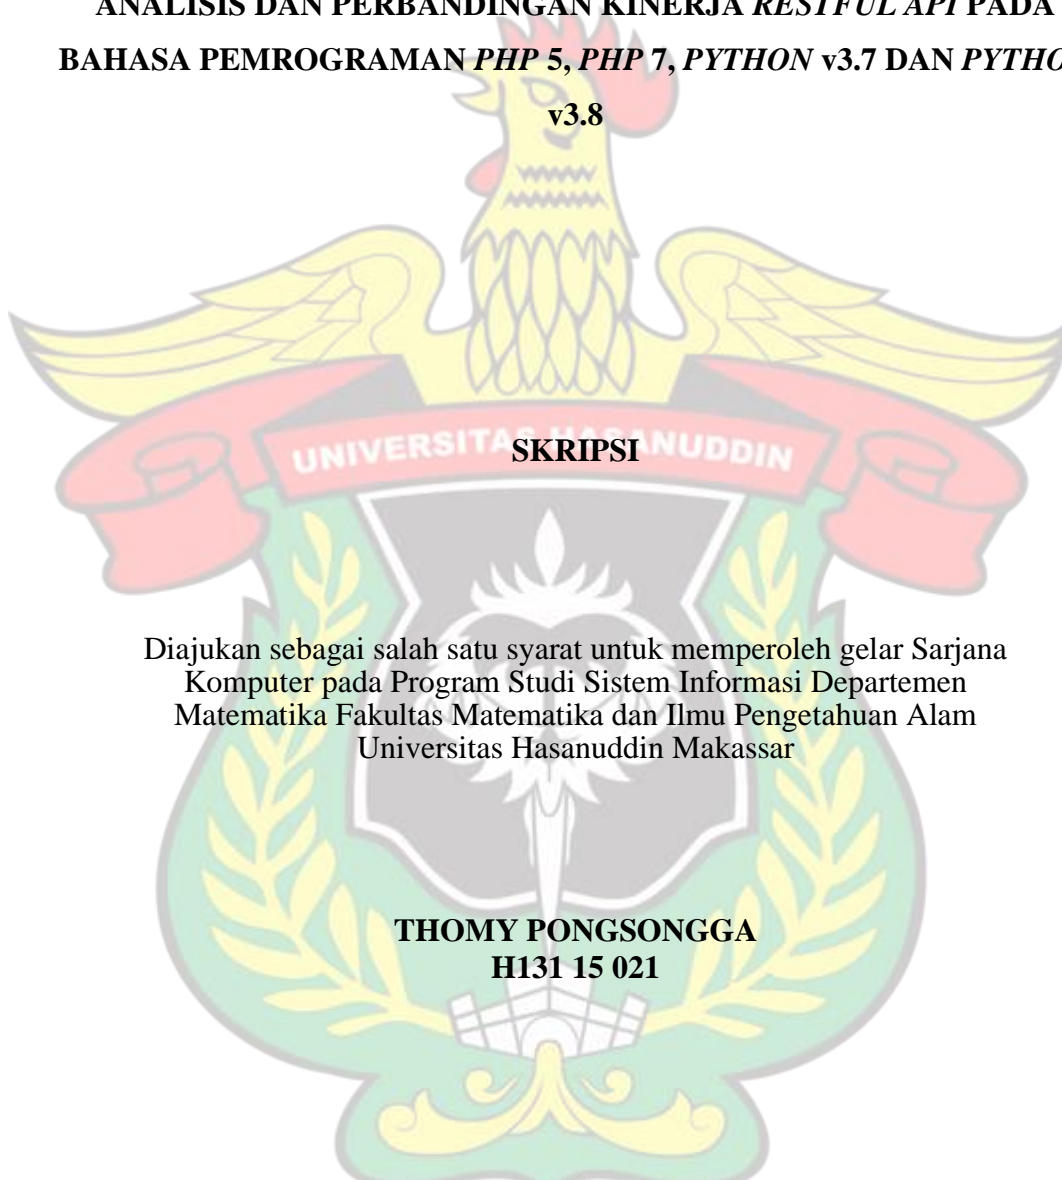 ANALISIS DAN PERBANDINGAN KINERJA RESTFUL API PADA
BAHASA PEMROGRAMAN PHP 5, PHP 7, PYTHON v3.7 DAN PYTHO
v3.8
UNIVERSITAS HASANUDDIN
SKRIPSI
Diajukan sebagai salah satu syarat untuk memperoleh gelar Sarjana
Komputer pada Program Studi Sistem Informasi Departemen
Matematika Fakultas Matematika dan Ilmu Pengetahuan Alam
Universitas Hasanuddin Makassar
THOMY PONGSONGGA
H131 15 021